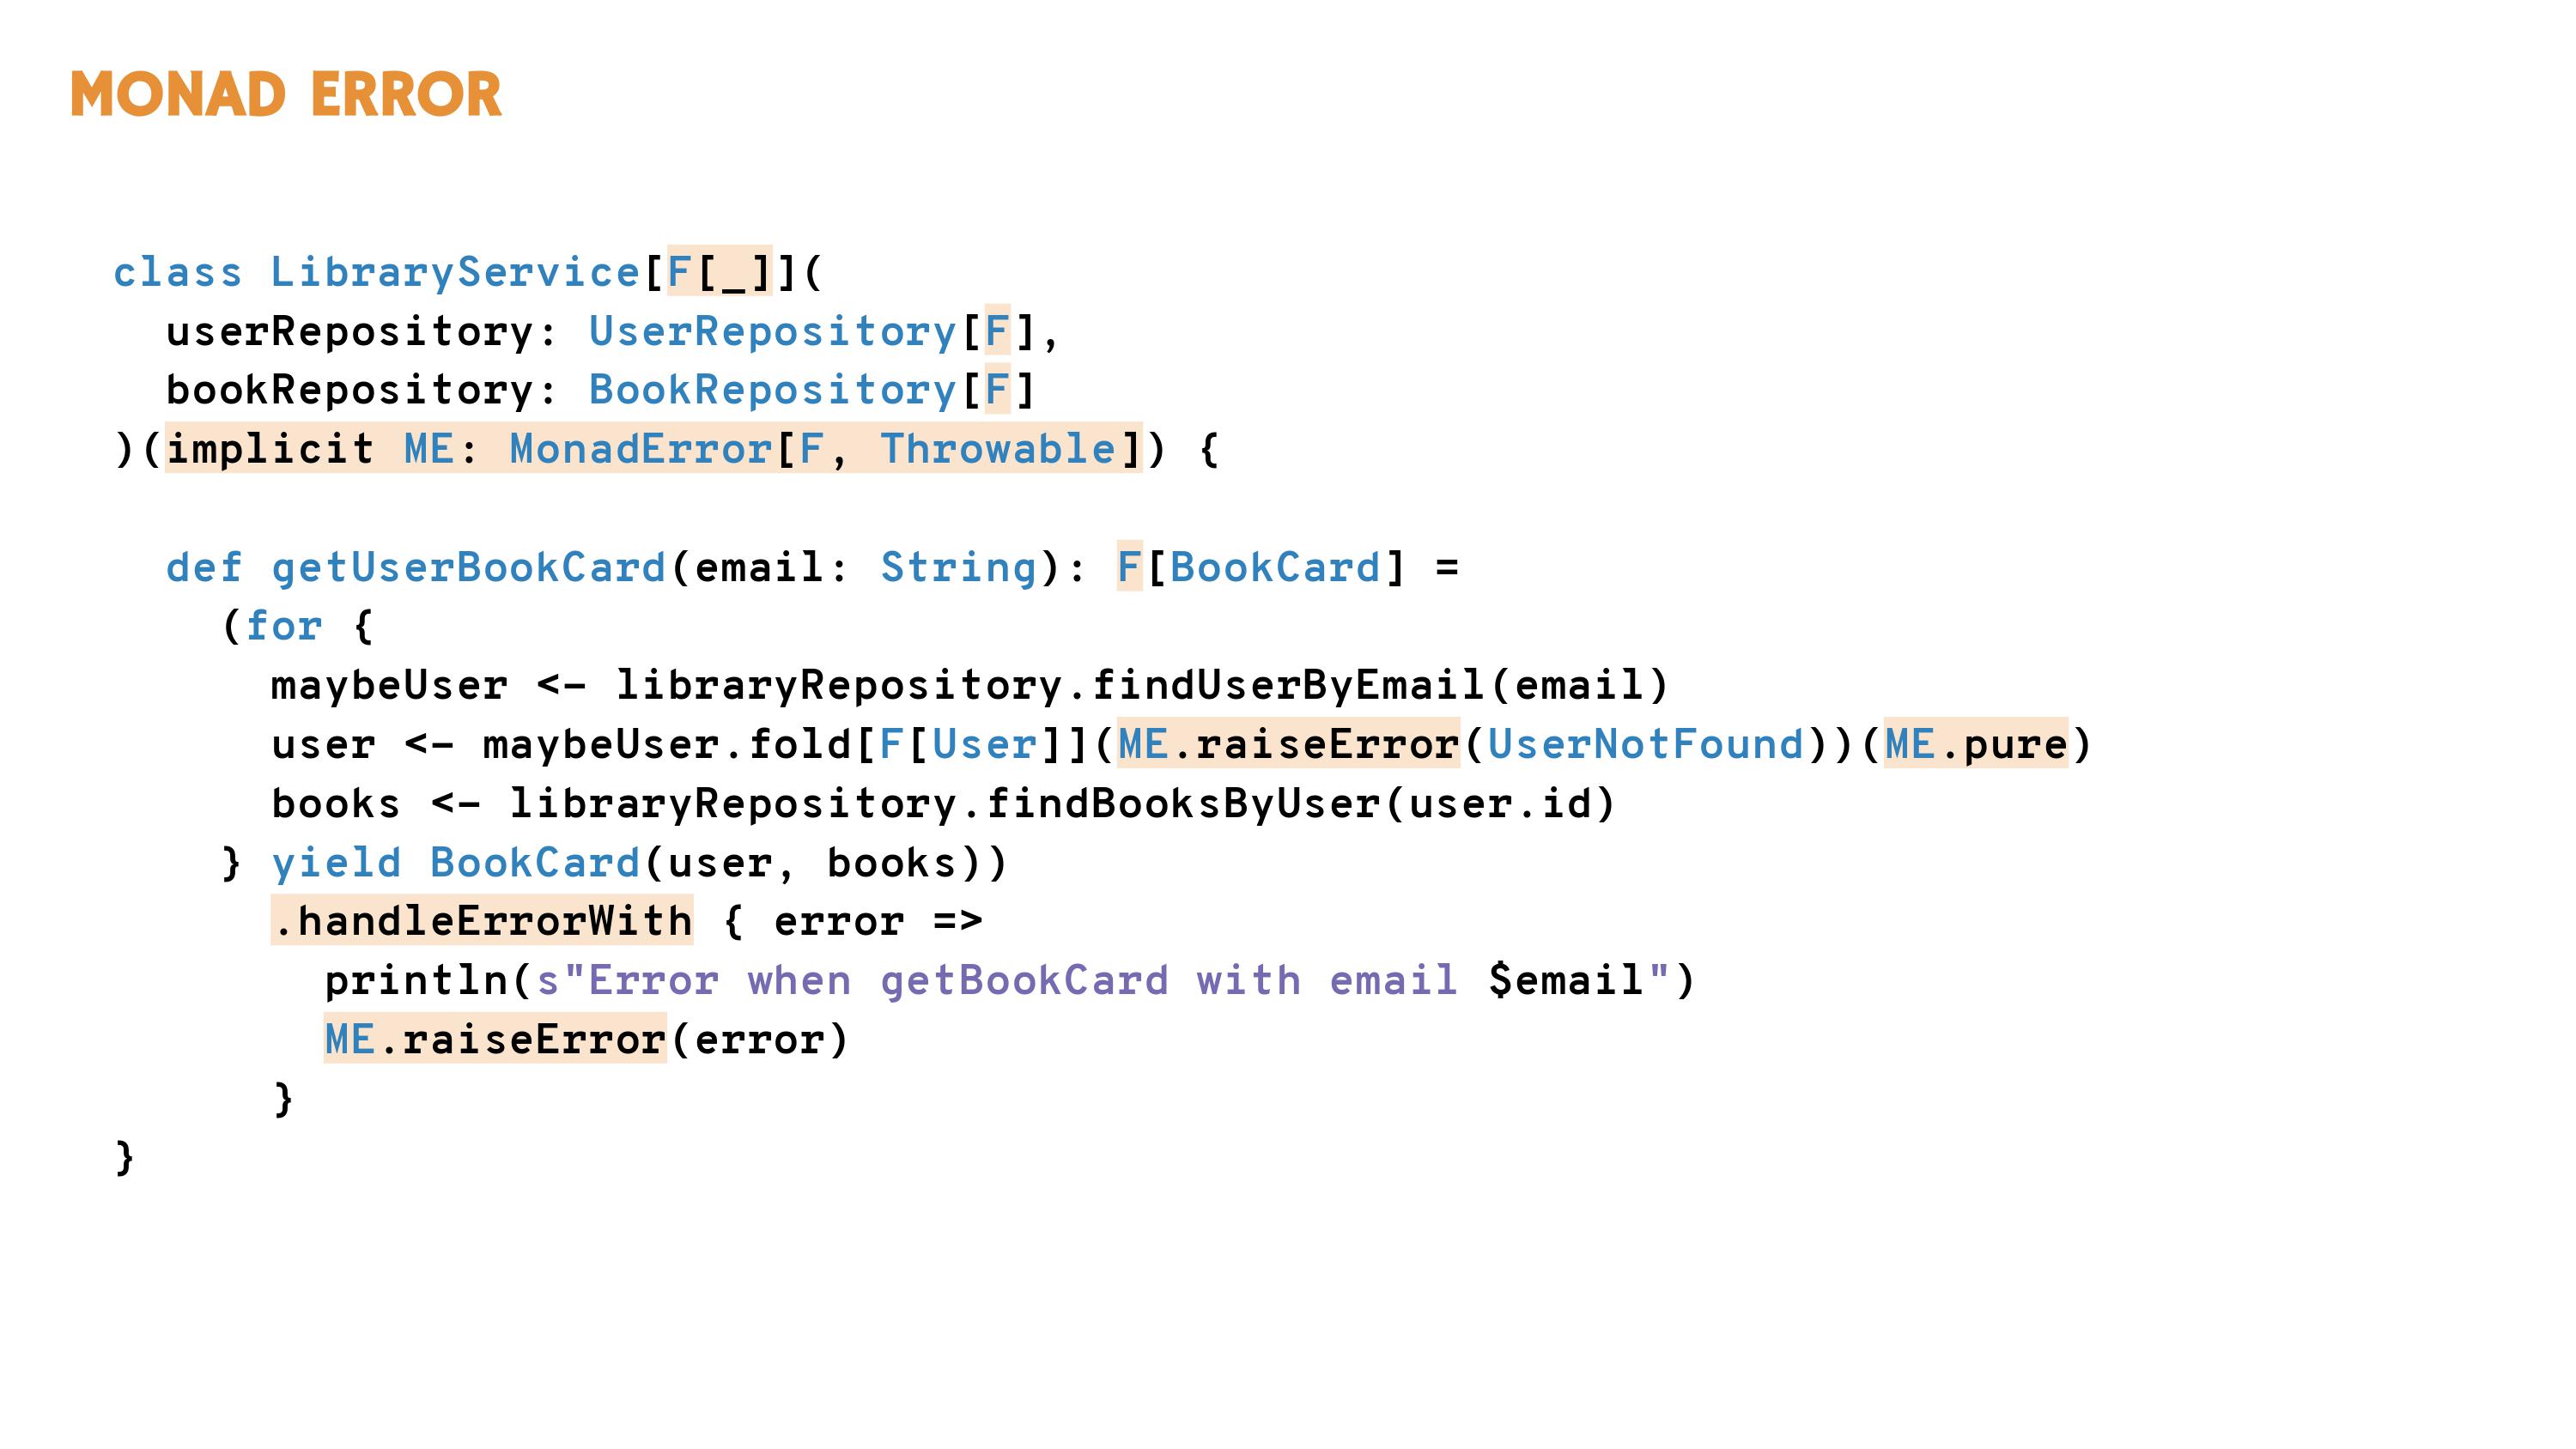 MONAD ERROR
class LibraryService[F[_]](
  userRepository: UserRepository[F],
  bookRepository: BookRepository[F]
)(implicit ME: MonadError[F, Throwable]) {
  def getUserBookCard(email: String): F[BookCard] =
    (for {
      maybeUser <- libraryRepository.findUserByEmail(email)
      user <- maybeUser.fold[F[User]](ME.raiseError(UserNotFound))(ME.pure)
      books <- libraryRepository.findBooksByUser(user.id)
    } yield BookCard(user, books))
      .handleErrorWith { error =>
        println(s"Error when getBookCard with email $email")
        ME.raiseError(error)
      }
}